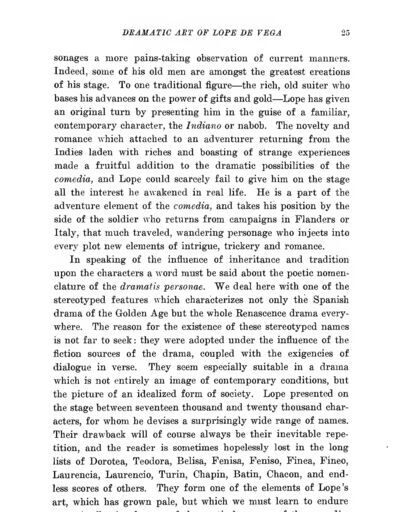 DRAMATIC ART OF LOPE DE VEGA 25
sonages a more pains-taking observation of current manners.
Indeed, some of his old men are amongst the greatest creations
of his stage. To one traditional figure—the rich, old suiter who
bases his advances on the power of gifts and gold—Lope has given
an original turn by presenting him in the guise of a familiar,
contemporary character, the Indiano or nabob. The novelty and
romance which attached to an adventurer returning from the
Indies laden with riches and boasting of strange experiences
made a fruitful addition to the dramatic possibilities of the
comedia, and Lope could scarcely fail to give him on the stage
all the interest he awakened in real life. He is a part of the
adventure element of the comedia, and takes his position by the
side of the soldier who returns from campaigns in Flanders or
Italy, that much traveled, wandering personage who injects into
every plot new elements of intrigue, trickery and romance.
In speaking of the influence of inheritance and tradition
upon the characters a word must be said about the poetic nomen-
clature of the dramatis personae. We deal here with one of the
stereotyped features which characterizes not only the Spanish
drama of the Golden Age but the whole Renascence drama every-
where. The reason for the existence of these stereotyped names
is not far to seek: they were adopted under the influence of the
fiction sources of the drama, coupled with the exigencies of
dialogue in verse. They seem especially suitable in a drama
which is not entirely an image of contemporary conditions, but
the picture of an idealized form of society. Lope presented on
the stage between seventeen thousand and twenty thousand char-
acters, for whom he devises a surprisingly wide range of names.
Their drawback will of course always be their inevitable repe-
tition, and the reader is sometimes hopelessly lost in the long
lists of Dorotea, Teodora, Belisa, Fenisa, Feniso, Finea, Fineo,
Laurencia, Laurencio, Turin, Chapin, Batin, Chacon, and end-
less scores of others. They form one of the elements of Lope's
art, which has grown pale, but which we must learn to endure